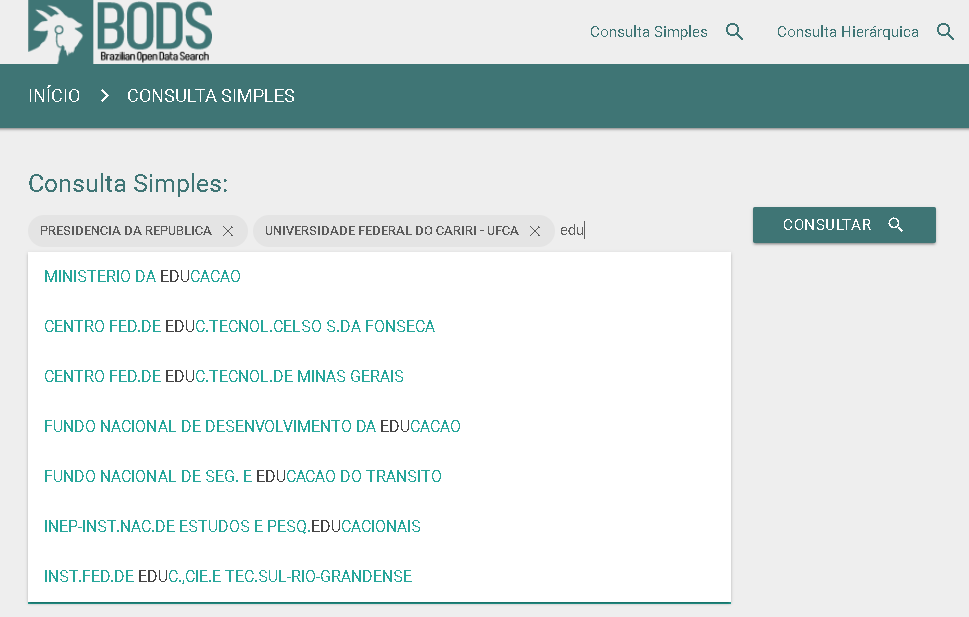 BODS
Brazilian Open Data Search
Consulta Simples
Consulta Hierárquica
INÍCIO > CONSULTA SIMPLES
Consulta Simples:
PRESIDENCIA DA REPUBLICA
UNIVERSIDADE FEDERAL DO CARIRI - UFCA
edu
CONSULTAR
MINISTERIO DA EDUCACAO
CENTRO FED.DE EDUC.TECNOL.CELSO S.DA FONSECA
CENTRO FED.DE EDUC.TECNOL.DE MINAS GERAIS
FUNDO NACIONAL DE DESENVOLVIMENTO DA EDUCACAO
FUNDO NACIONAL DE SEG. E EDUCACAO DO TRANSITO
INEP-INST.NAC.DE ESTUDOS E PESQ.EDUCACIONAIS
INST.FED.DE EDUC.,CIE.E TEC.SUL-RIO-GRANDENSE